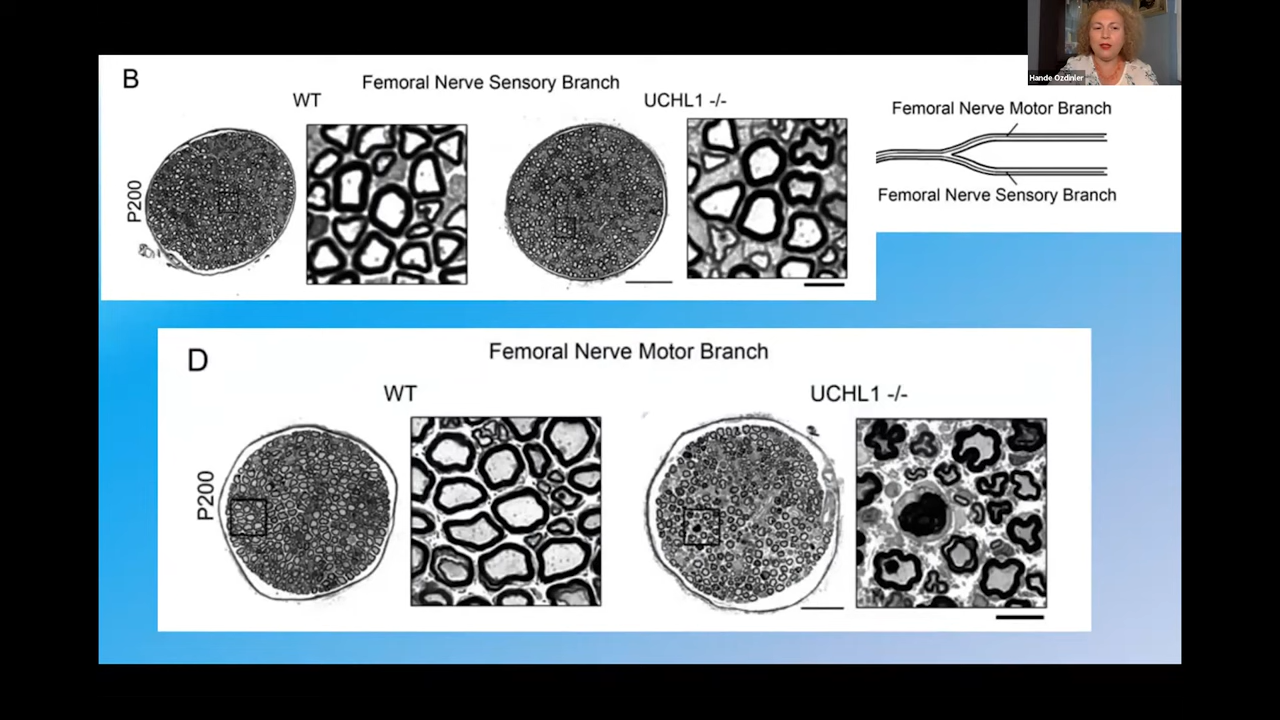 Hande Ozdinler
B
Femoral Nerve Sensory Branch
WT
UCHL1 -/-
P200
Femoral Nerve Motor Branch
Femoral Nerve Sensory Branch
D
Femoral Nerve Motor Branch
WT
UCHL1 -/-
P200